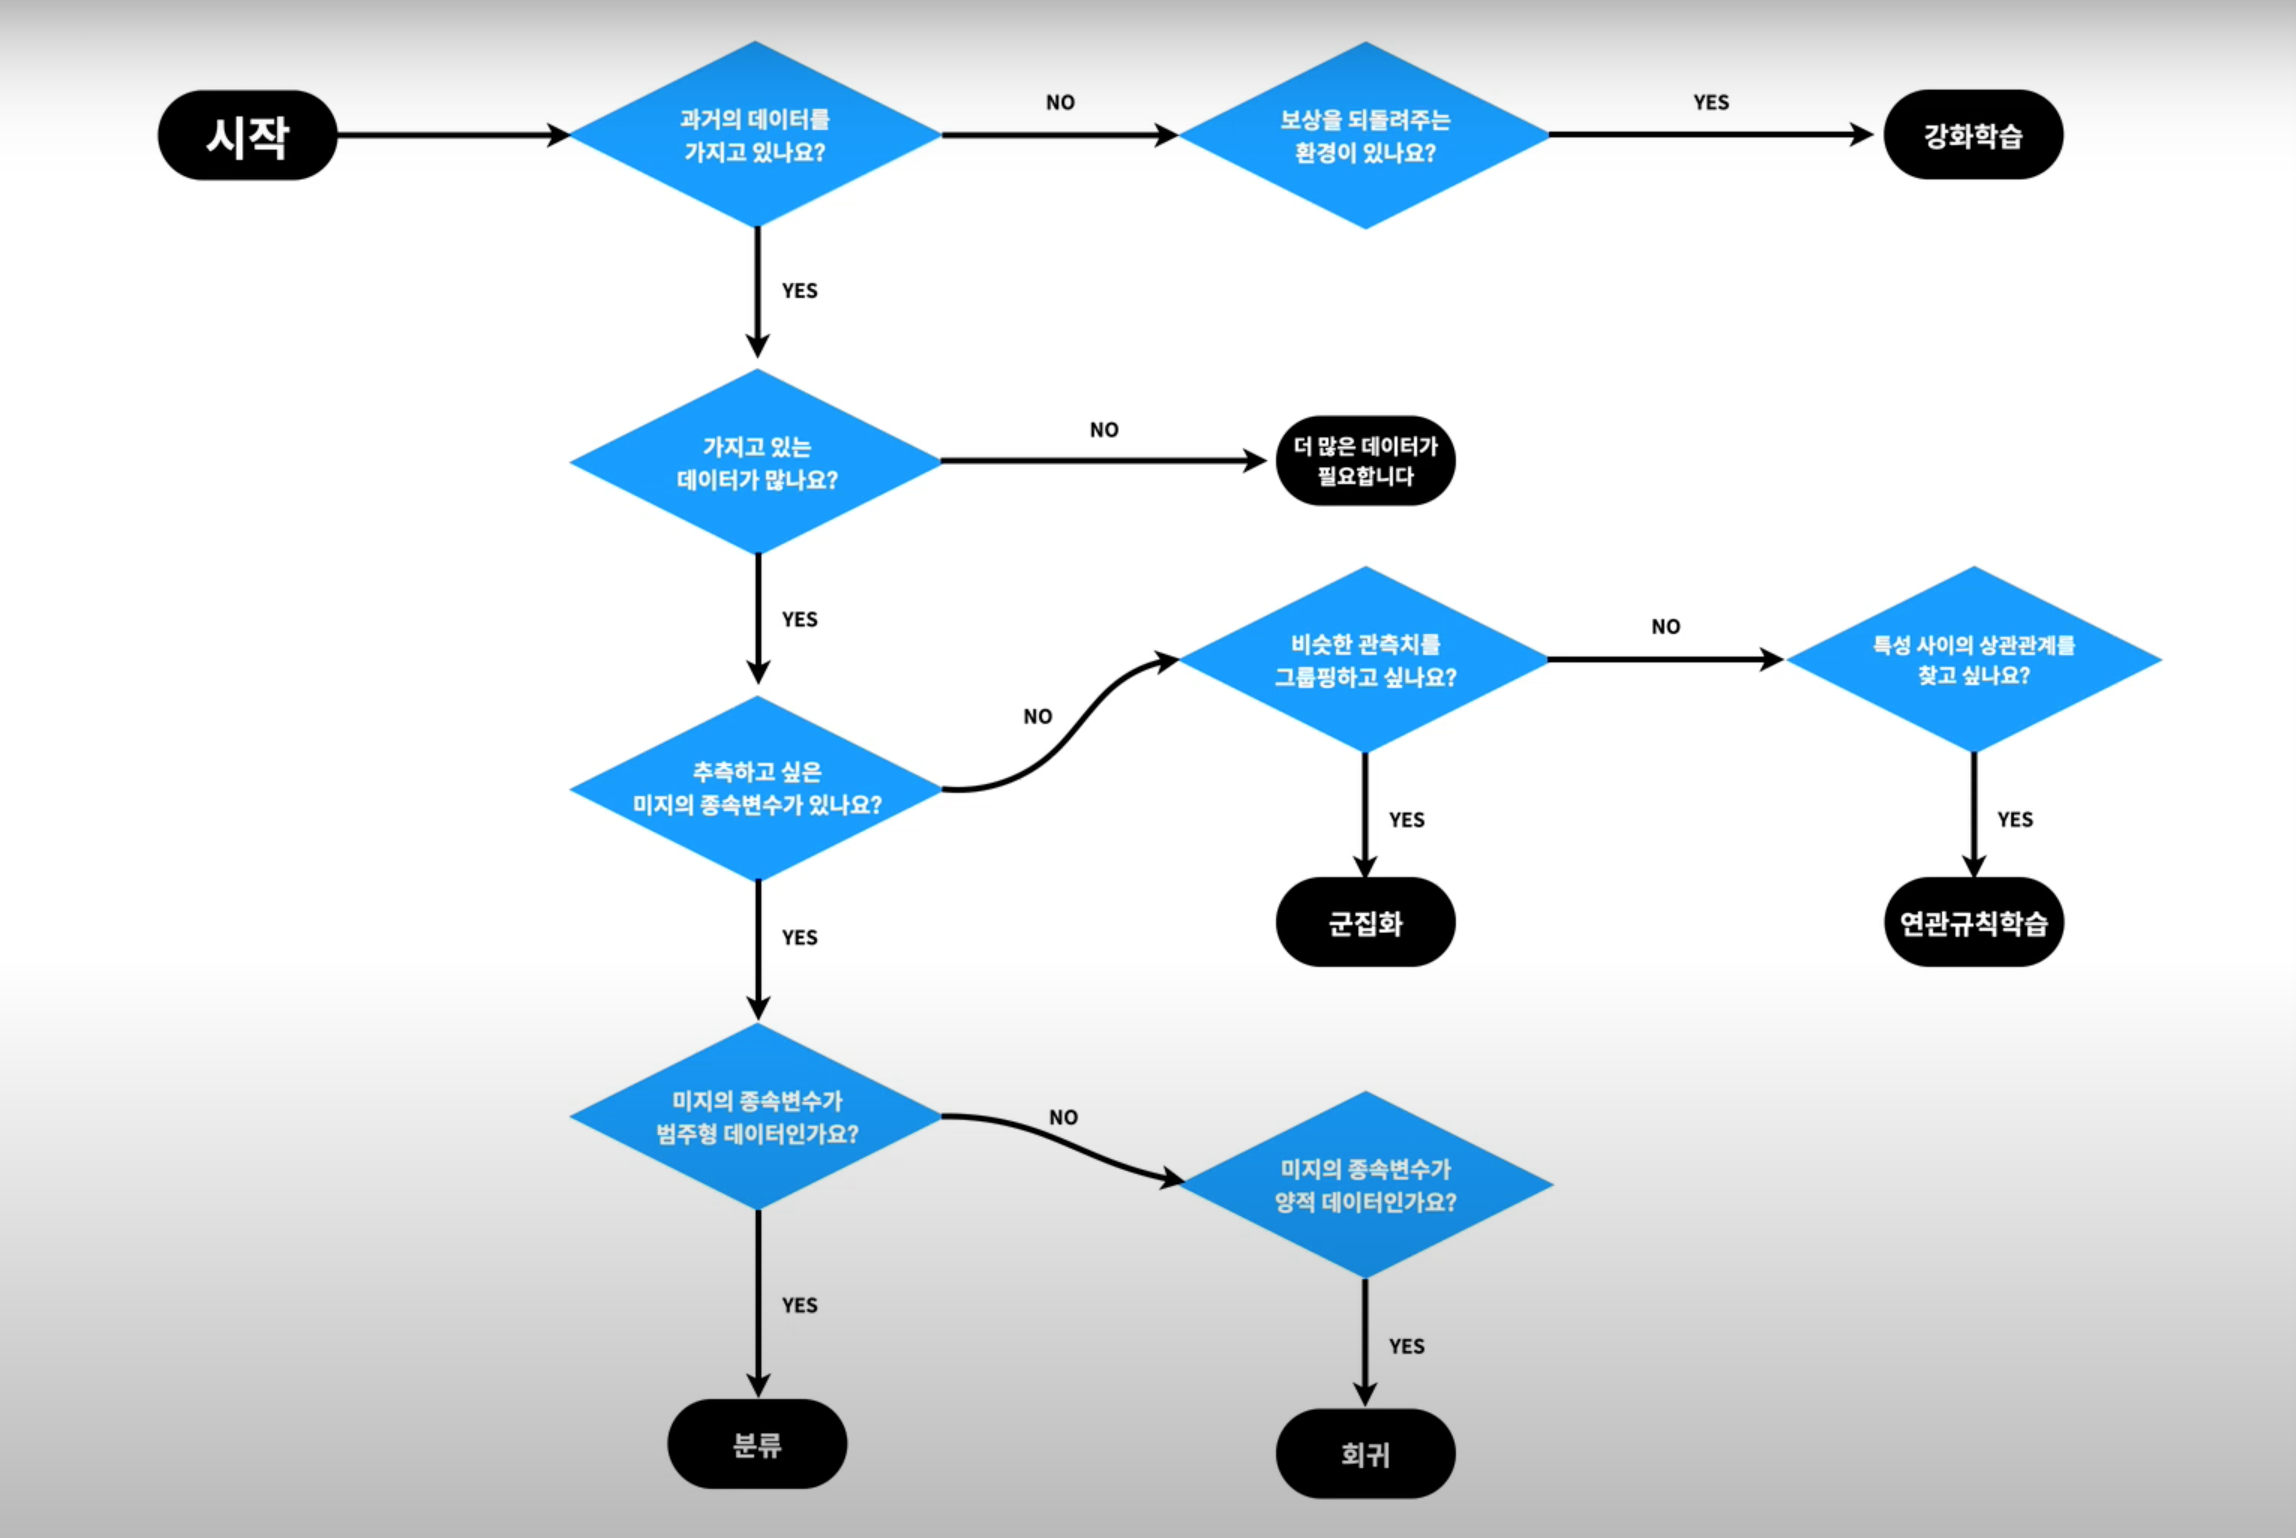 시작
과거의 데이터를
가지고 있나요?
NO
보상을 되돌려주는
환경이 있나요?
YES
강화학습
YES
가지고 있는
데이터가 많나요?
NO
더 많은 데이터가
필요합니다
YES
추측하고 싶은
미지의 종속변수가 있나요?
NO
비슷한 관측치를
그룹핑하고 싶나요?
NO
특성 사이의 상관관계를
찾고 싶나요?
YES
군집화
YES
연관규칙학습
YES
미지의 종속변수가
범주형 데이터인가요?
NO
미지의 종속변수가
양적 데이터인가요?
YES
분류
YES
회귀